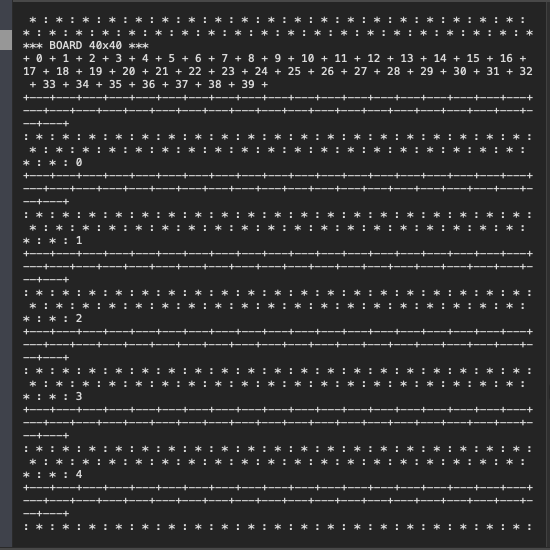 * : * : * : * : * : * : * : * : * : * : * : * : * : * : * : * : * : * : * :
 * : * : * : * : * : * : * : * : * : * : * : * : * : * : * : * : * : * : * :
*** BOARD 40x40 ***
+ 0 + 1 + 2 + 3 + 4 + 5 + 6 + 7 + 8 + 9 + 10 + 11 + 12 + 13 + 14 + 15 + 16 +
17 + 18 + 19 + 20 + 21 + 22 + 23 + 24 + 25 + 26 + 27 + 28 + 29 + 30 + 31 + 32
 + 33 + 34 + 35 + 36 + 37 + 38 + 39 +
+---+---+---+---+---+---+---+---+---+---+---+---+---+---+---+---+---+---+---+
---+---+---+---+---+---+---+---+---+---+---+---+---+---+---+---+---+---+---+-
--+---+
: * : * : * : * : * : * : * : * : * : * : * : * : * : * : * : * : * : * : * :
 * : * : * : * : * : * : * : * : * : * : * : * : * : * : * : * : * : * : * :
* : * : 0
+---+---+---+---+---+---+---+---+---+---+---+---+---+---+---+---+---+---+---+
---+---+---+---+---+---+---+---+---+---+---+---+---+---+---+---+---+---+---+-
--+---+
: * : * : * : * : * : * : * : * : * : * : * : * : * : * : * : * : * : * : * :
 * : * : * : * : * : * : * : * : * : * : * : * : * : * : * : * : * : * : * :
* : * : 1
+---+---+---+---+---+---+---+---+---+---+---+---+---+---+---+---+---+---+---+
---+---+---+---+---+---+---+---+---+---+---+---+---+---+---+---+---+---+---+-
--+---+
: * : * : * : * : * : * : * : * : * : * : * : * : * : * : * : * : * : * : * :
 * : * : * : * : * : * : * : * : * : * : * : * : * : * : * : * : * : * : * :
* : * : 2
+---+---+---+---+---+---+---+---+---+---+---+---+---+---+---+---+---+---+---+
---+---+---+---+---+---+---+---+---+---+---+---+---+---+---+---+---+---+---+-
--+---+
: * : * : * : * : * : * : * : * : * : * : * : * : * : * : * : * : * : * : * :
 * : * : * : * : * : * : * : * : * : * : * : * : * : * : * : * : * : * : * :
* : * : 3
+---+---+---+---+---+---+---+---+---+---+---+---+---+---+---+---+---+---+---+
---+---+---+---+---+---+---+---+---+---+---+---+---+---+---+---+---+---+---+-
--+---+
: * : * : * : * : * : * : * : * : * : * : * : * : * : * : * : * : * : * : * :
 * : * : * : * : * : * : * : * : * : * : * : * : * : * : * : * : * : * : * :
* : * : 4
+---+---+---+---+---+---+---+---+---+---+---+---+---+---+---+---+---+---+---+
---+---+---+---+---+---+---+---+---+---+---+---+---+---+---+---+---+---+---+-
--+---+
: * : * : * : * : * : * : * : * : * : * : * : * : * : * : * : * : * : * : * :